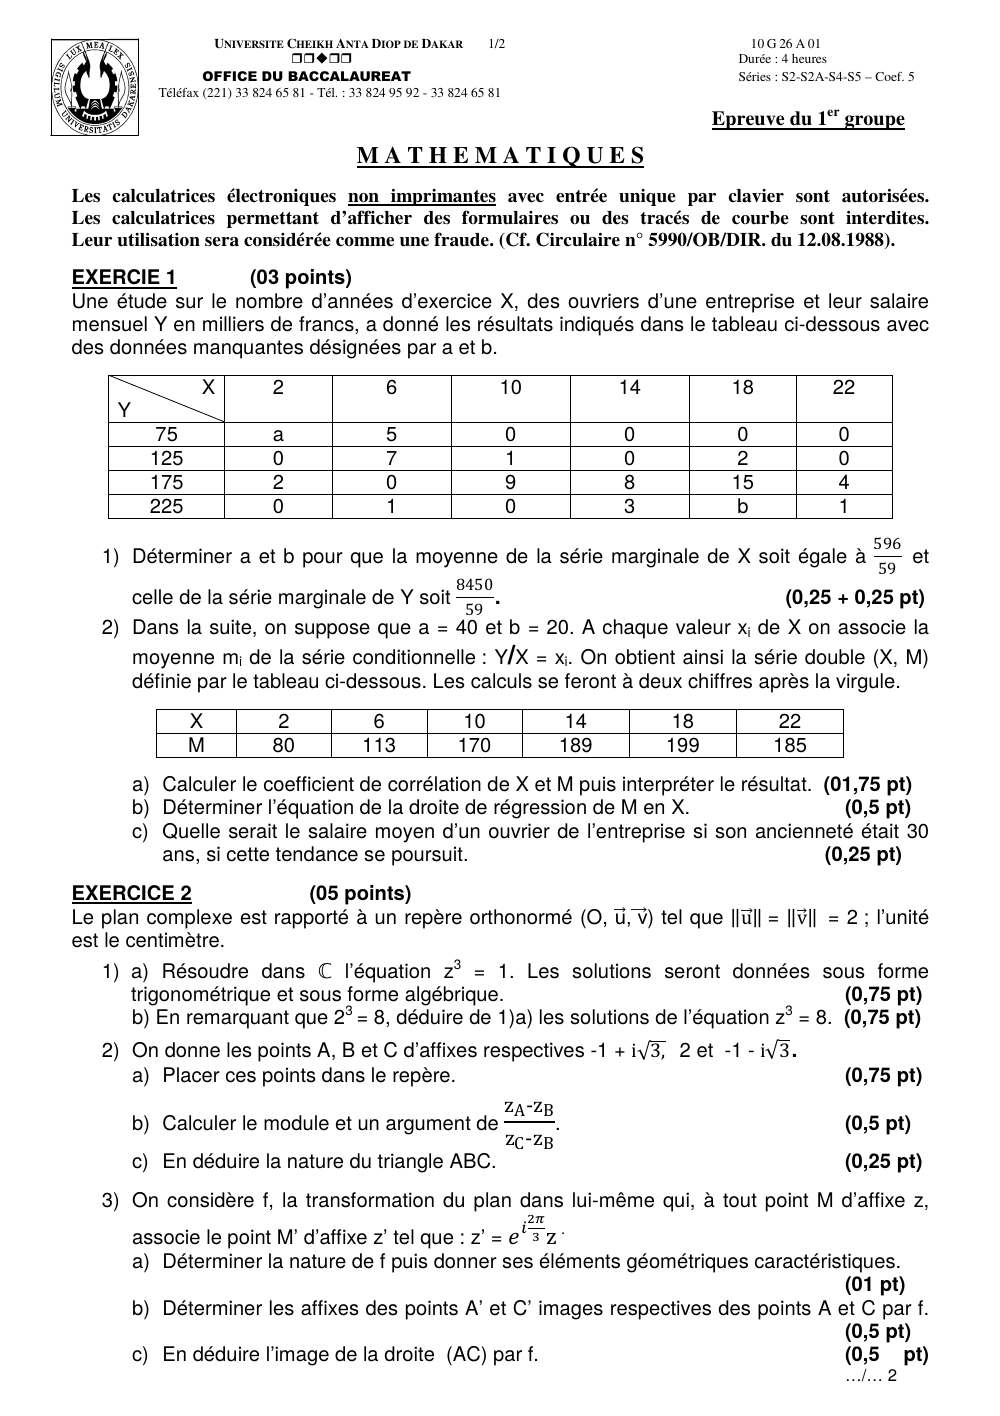 SIGILLUM UNIVERSITATIS DAKARENSIS
LUX MEA LEX
UNIVERSITE CHEIKH ANTA DIOP DE DAKAR 1/2 10 G 26 A 01
❒❒◆❒❒ Durée : 4 heures
OFFICE DU BACCALAUREAT Séries : S2-S2A-S4-S5 – Coef. 5
Téléfax (221) 33 824 65 81 - Tél. : 33 824 95 92 - 33 824 65 81
Epreuve du 1er groupe
M A T H E M A T I Q U E S
Les calculatrices électroniques non imprimantes avec entrée unique par clavier sont autorisées.
Les calculatrices permettant d’afficher des formulaires ou des tracés de courbe sont interdites.
Leur utilisation sera considérée comme une fraude. (Cf. Circulaire n° 5990/OB/DIR. du 12.08.1988).
EXERCIE 1 (03 points)
Une étude sur le nombre d’années d’exercice X, des ouvriers d’une entreprise et leur salaire
mensuel Y en milliers de francs, a donné les résultats indiqués dans le tableau ci-dessous avec
des données manquantes désignées par a et b.
X 2 6 10 14 18 22
Y
75 a 5 0 0 0 0
125 0 7 1 0 2 0
175 2 0 9 8 15 4
225 0 1 0 3 b 1
1) Déterminer a et b pour que la moyenne de la série marginale de X soit égale à 596/59 et
celle de la série marginale de Y soit 8450/59. (0,25 + 0,25 pt)
2) Dans la suite, on suppose que a = 40 et b = 20. A chaque valeur xi de X on associe la
moyenne mi de la série conditionnelle : Y/X = xi. On obtient ainsi la série double (X, M)
définie par le tableau ci-dessous. Les calculs se feront à deux chiffres après la virgule.
X 2 6 10 14 18 22
M 80 113 170 189 199 185
a) Calculer le coefficient de corrélation de X et M puis interpréter le résultat. (01,75 pt)
b) Déterminer l’équation de la droite de régression de M en X. (0,5 pt)
c) Quelle serait le salaire moyen d’un ouvrier de l’entreprise si son ancienneté était 30
ans, si cette tendance se poursuit. (0,25 pt)
EXERCICE 2 (05 points)
Le plan complexe est rapporté à un repère orthonormé (O, u⃗, v⃗) tel que ‖u⃗‖ = ‖v⃗‖ = 2 ; l’unité
est le centimètre.
1) a) Résoudre dans ℂ l’équation z³ = 1. Les solutions seront données sous forme
trigonométrique et sous forme algébrique. (0,75 pt)
b) En remarquant que 2³ = 8, déduire de 1)a) les solutions de l’équation z³ = 8. (0,75 pt)
2) On donne les points A, B et C d’affixes respectives -1 + i√3, 2 et -1 - i√3.
a) Placer ces points dans le repère. (0,75 pt)
b) Calculer le module et un argument de (zA-zB)/(zC-zB). (0,5 pt)
c) En déduire la nature du triangle ABC. (0,25 pt)
3) On considère f, la transformation du plan dans lui-même qui, à tout point M d’affixe z,
associe le point M’ d’affixe z’ tel que : z’ = e^(i2π/3) z .
a) Déterminer la nature de f puis donner ses éléments géométriques caractéristiques.
(01 pt)
b) Déterminer les affixes des points A’ et C’ images respectives des points A et C par f.
(0,5 pt)
c) En déduire l’image de la droite (AC) par f. (0,5 pt)
…/… 2